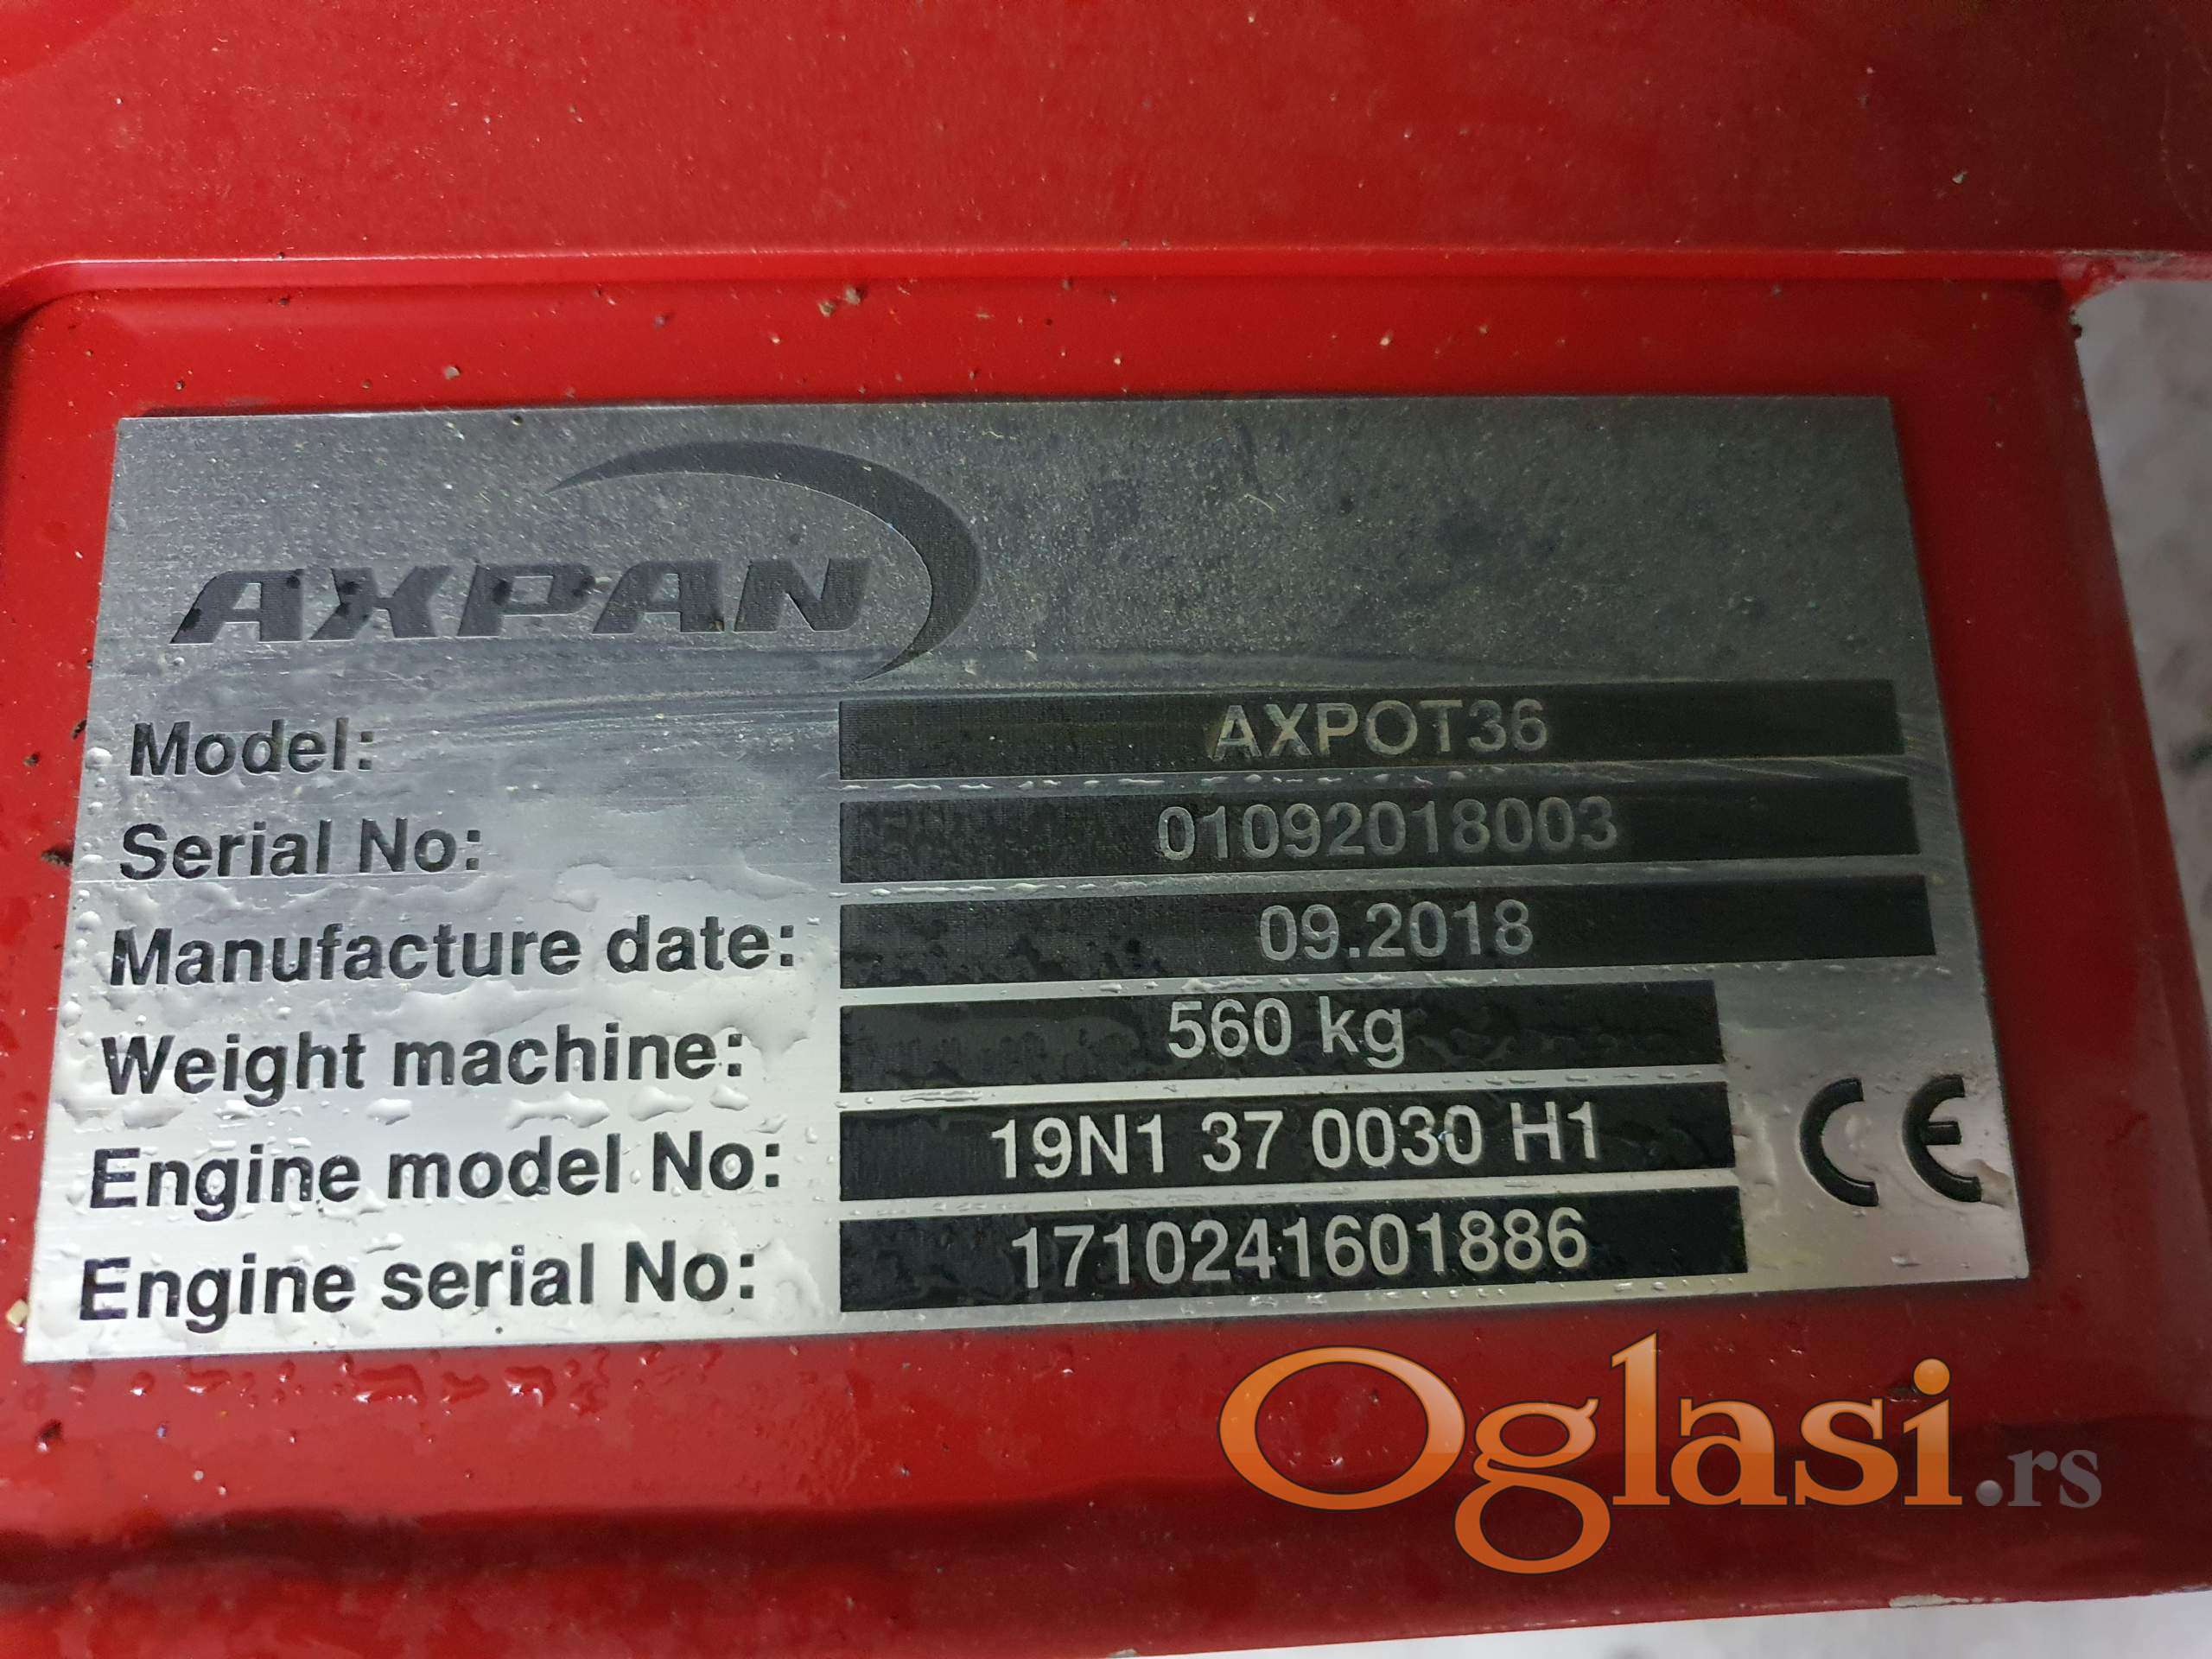 AXPAN
Model: AXPOT36
Serial No: 01092018003
Manufacture date: 09.2018
Weight machine: 560 kg
Engine model No: 19N1 37 0030 H1
Engine serial No: 1710241601886
CE
Oglasi.rs